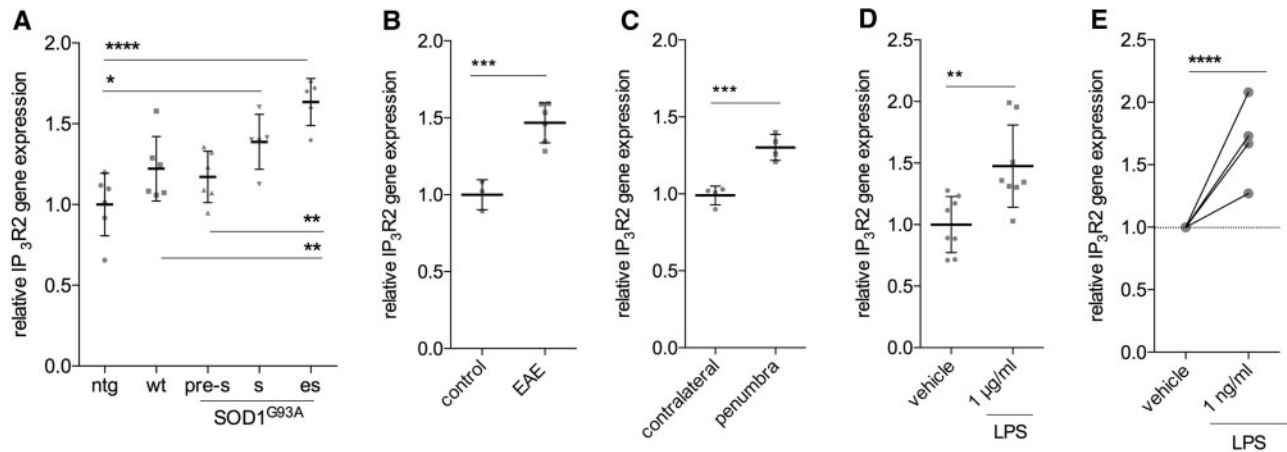 A
relative IP3R2 gene expression
2.0
1.5
1.0
0.5
0.0
****
*
**
**
ntg
wt
pre-s
s
es
SOD1G93A
B
relative IP3R2 gene expression
2.0
1.5
1.0
0.5
0.0
***
control
EAE
C
relative IP3R2 gene expression
2.0
1.5
1.0
0.5
0.0
***
contralateral
penumbra
D
relative IP3R2 gene expression
2.5
2.0
1.5
1.0
0.5
0.0
**
vehicle
1 µg/ml
LPS
E
relative IP3R2 gene expression
2.5
2.0
1.5
1.0
0.5
0.0
****
vehicle
1 ng/ml
LPS